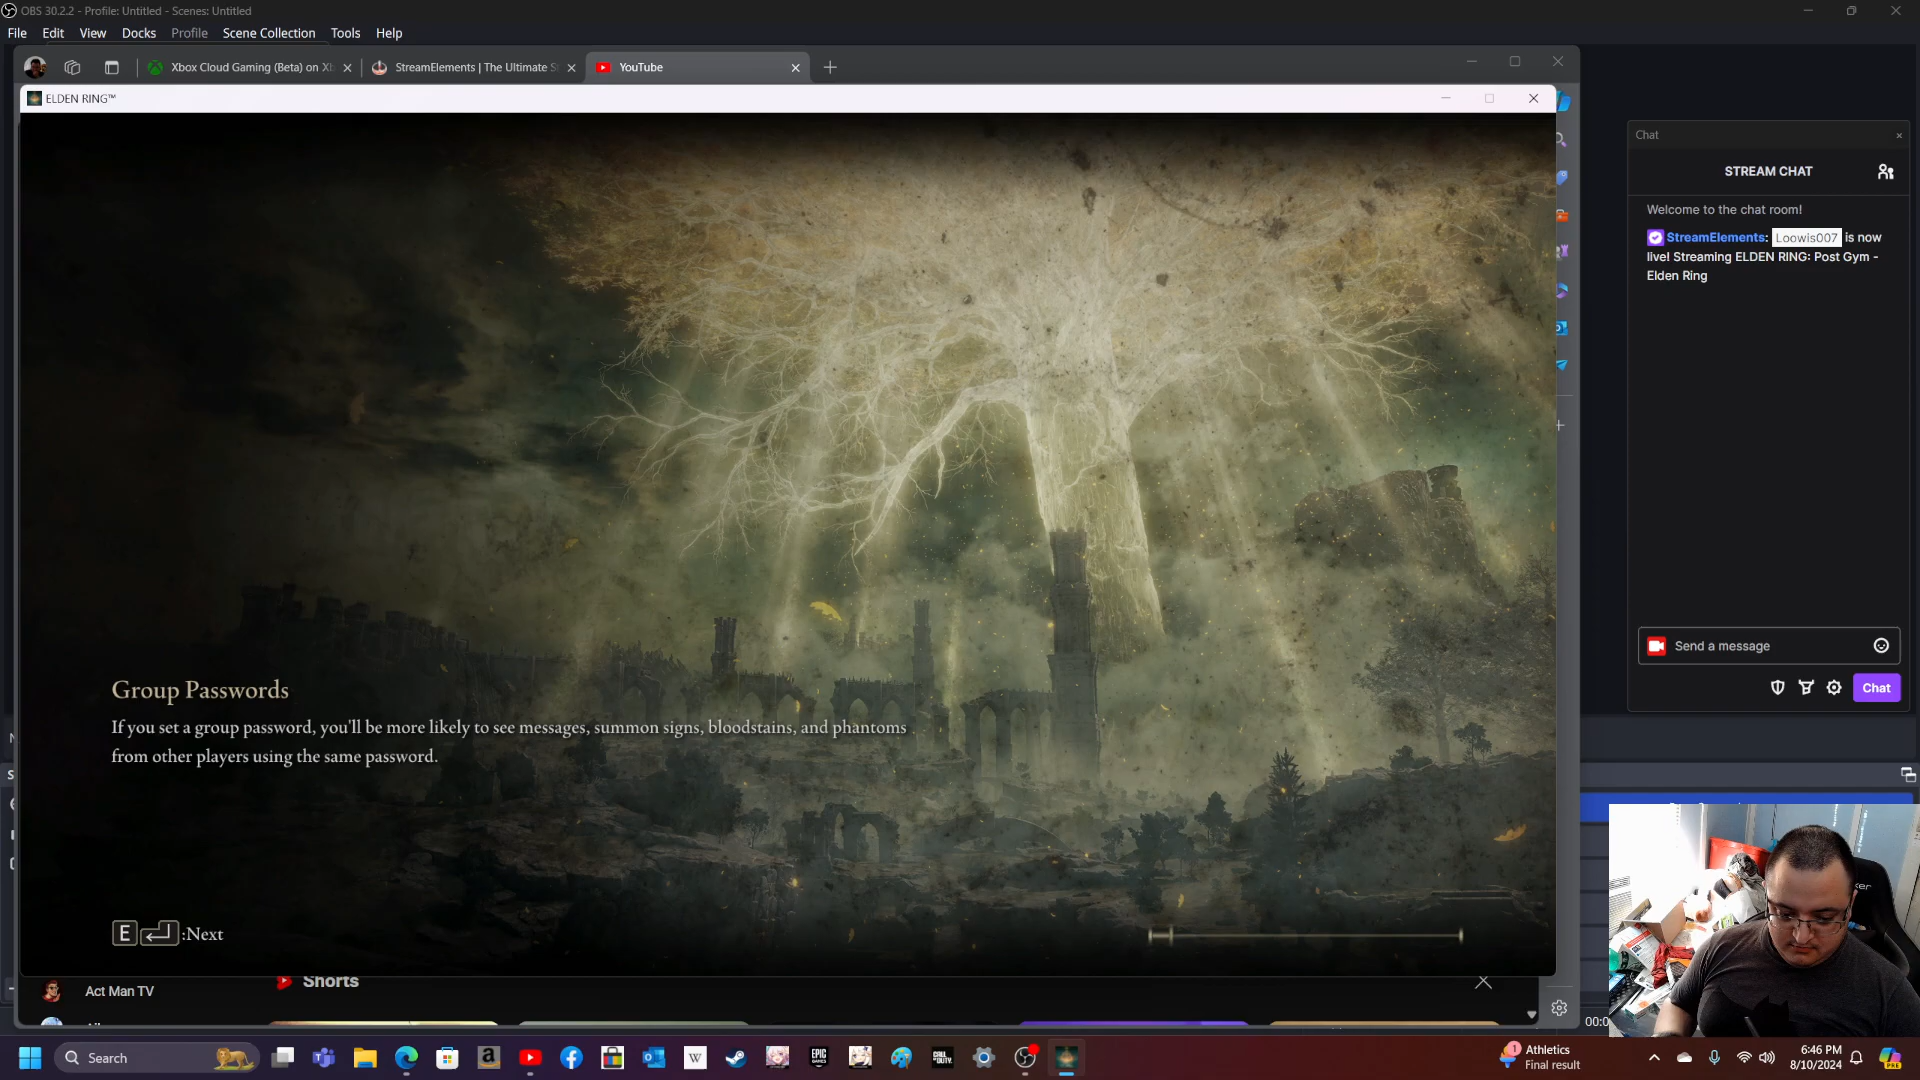 OBS 30.2.2 - Profile: Untitled - Scenes: Untitled
File Edit View Docks Profile Scene Collection Tools Help
Xbox Cloud Gaming (Beta) on Xb
StreamElements | The Ultimate S
YouTube
ELDEN RING™
Chat
STREAM CHAT
Welcome to the chat room!
StreamElements: Loowis007 is now
live! Streaming ELDEN RING: Post Gym -
Elden Ring
Send a message
Chat
Group Passwords
If you set a group password, you'll be more likely to see messages, summon signs, bloodstains, and phantoms
from other players using the same password.
E :Next
Act Man TV
Shorts
00:0
Search
Athletics
Final result
6:46 PM
8/10/2024